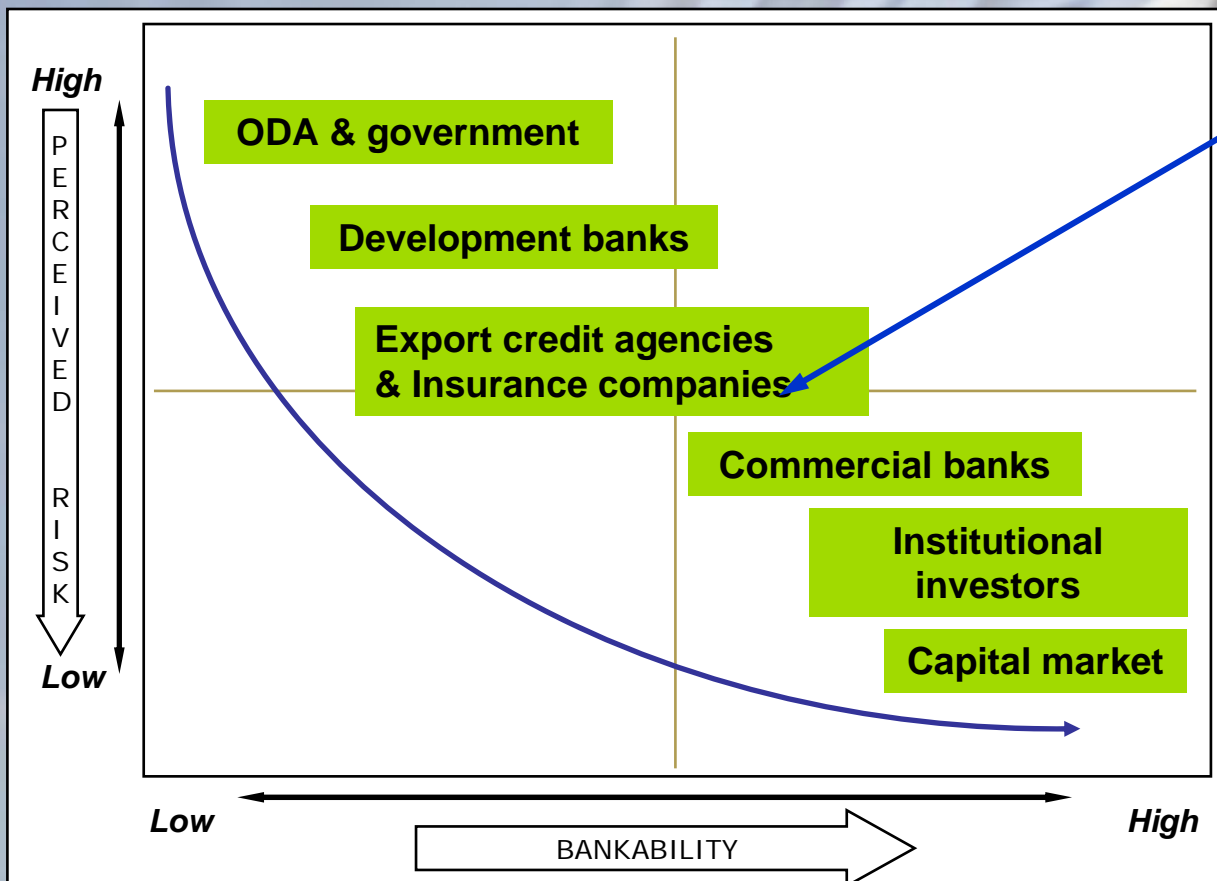 High
PERCEIVED RISK
Low
ODA & government
Development banks
Export credit agencies
& Insurance companies
Commercial banks
Institutional
investors
Capital market
Low
High
BANKABILITY